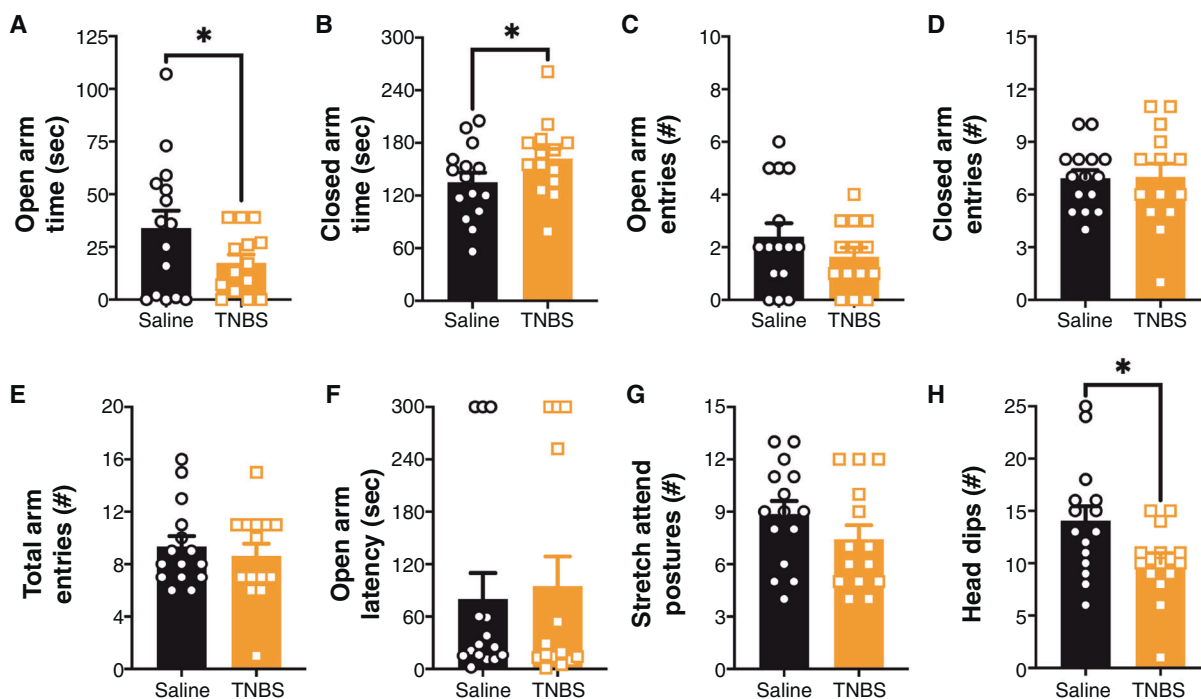 A
Open arm
time (sec)
125
100
75
50
25
0
*
Saline
TNBS
B
Closed arm
time (sec)
300
240
180
120
60
0
*
Saline
TNBS
C
Open arm
entries (#)
10
8
6
4
2
0
Saline
TNBS
D
Closed arm
entries (#)
15
12
9
6
3
0
Saline
TNBS
E
Total arm
entries (#)
20
16
12
8
4
0
Saline
TNBS
F
Open arm
latency (sec)
300
240
180
120
60
0
Saline
TNBS
G
Stretch attend
postures (#)
15
12
9
6
3
0
Saline
TNBS
H
Head dips (#)
25
20
15
10
5
0
*
Saline
TNBS